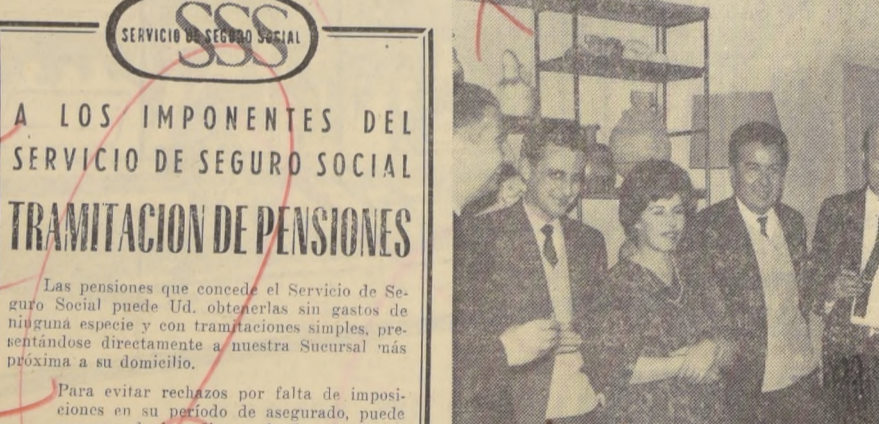 SSS
SERVICIO DE SEGURO SOCIAL
A LOS IMPONENTES DEL
SERVICIO DE SEGURO SOCIAL
TRAMITACION DE PENSIONES
Las pensiones que concede el Servicio de Se-
guro Social puede Ud. obtenerlas sin gastos de
ninguna especie y con tramitaciones simples, pre-
sentándose directamente a nuestra Sucursal más
próxima a su domicilio.
Para evitar rechazos por falta de imposi-
ciones en su período de asegurado, puede